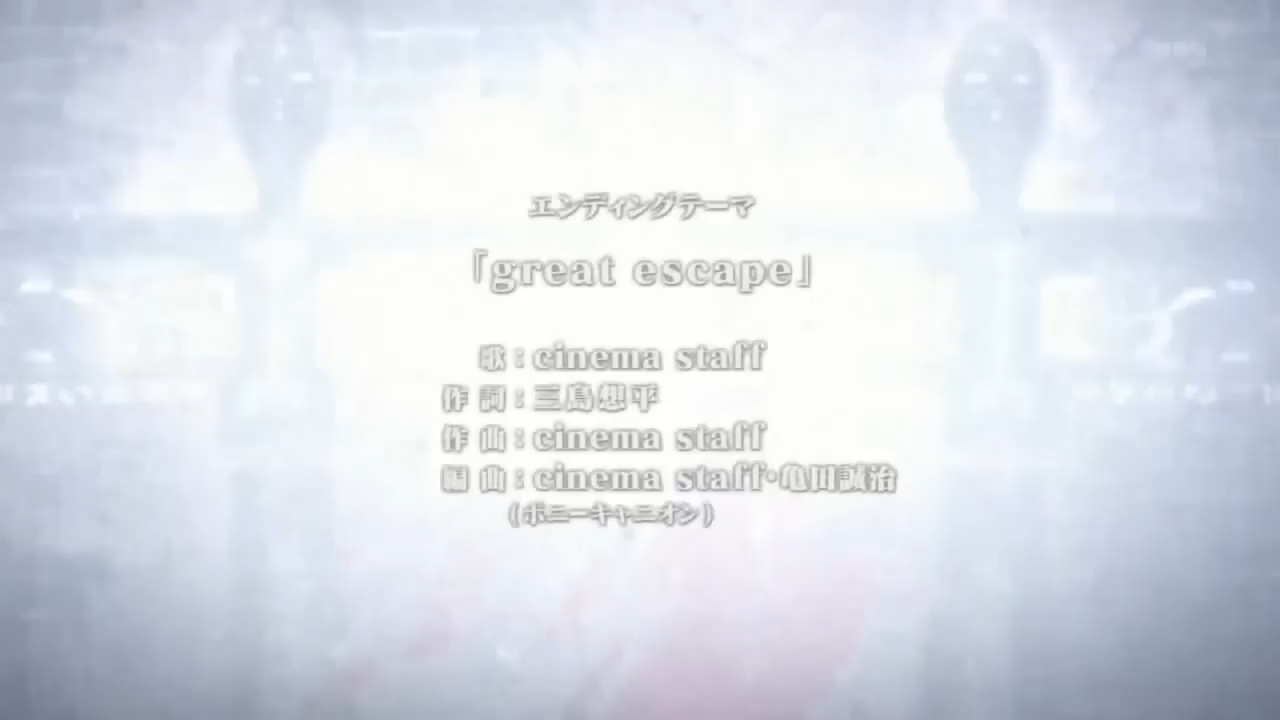 エンディングテーマ
「great escape」
歌：cinema staff
作 詞：三島想平
作 曲：cinema staff
編 曲：cinema staff・亀田誠治
（ポニーキャニオン）